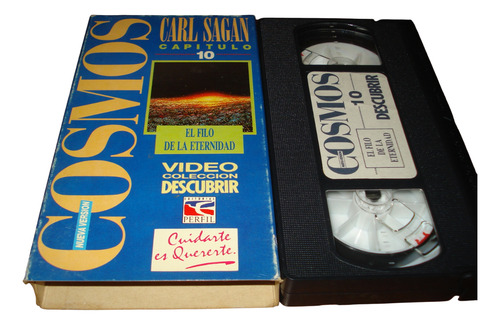 COSMOS
NUEVA VERSION
CARL SAGAN
CAPITULO
10
EL FILO
DE LA ETERNIDAD
VIDEO
COLECCION
DESCUBRIR
EDITORIAL
PERFIL
Cuidarte
es Quererte.
COSMOS
10
DESCUBRIR
EL FILO
DE LA
ETERNIDAD